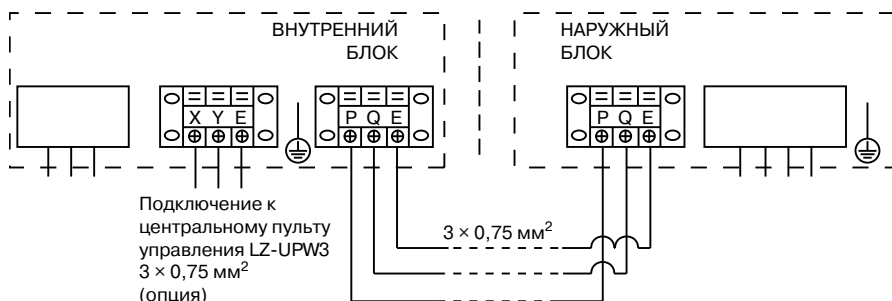 ВНУТРЕННИЙ
БЛОК
НАРУЖНЫЙ
БЛОК
X Y E
P Q E
P Q E
Подключение к
центральному пульту
управления LZ-UPW3
3 × 0,75 мм²
(опция)
3 × 0,75 мм²